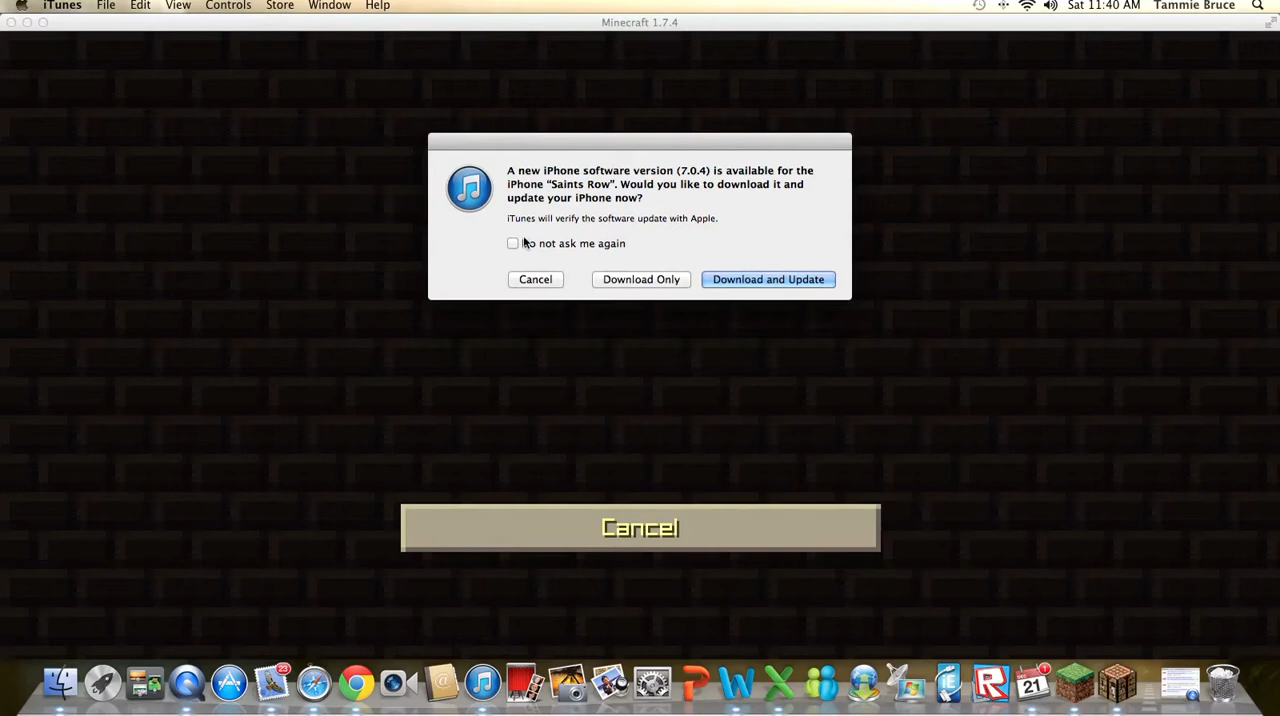 iTunes File Edit View Controls Store Window Help Sat 11:40 AM Tammie Bruce
Minecraft 1.7.4
A new iPhone software version (7.0.4) is available for the
iPhone “Saints Row”. Would you like to download it and
update your iPhone now?
iTunes will verify the software update with Apple.
not ask me again
Cancel Download Only Download and Update
Cancel
23
1
21